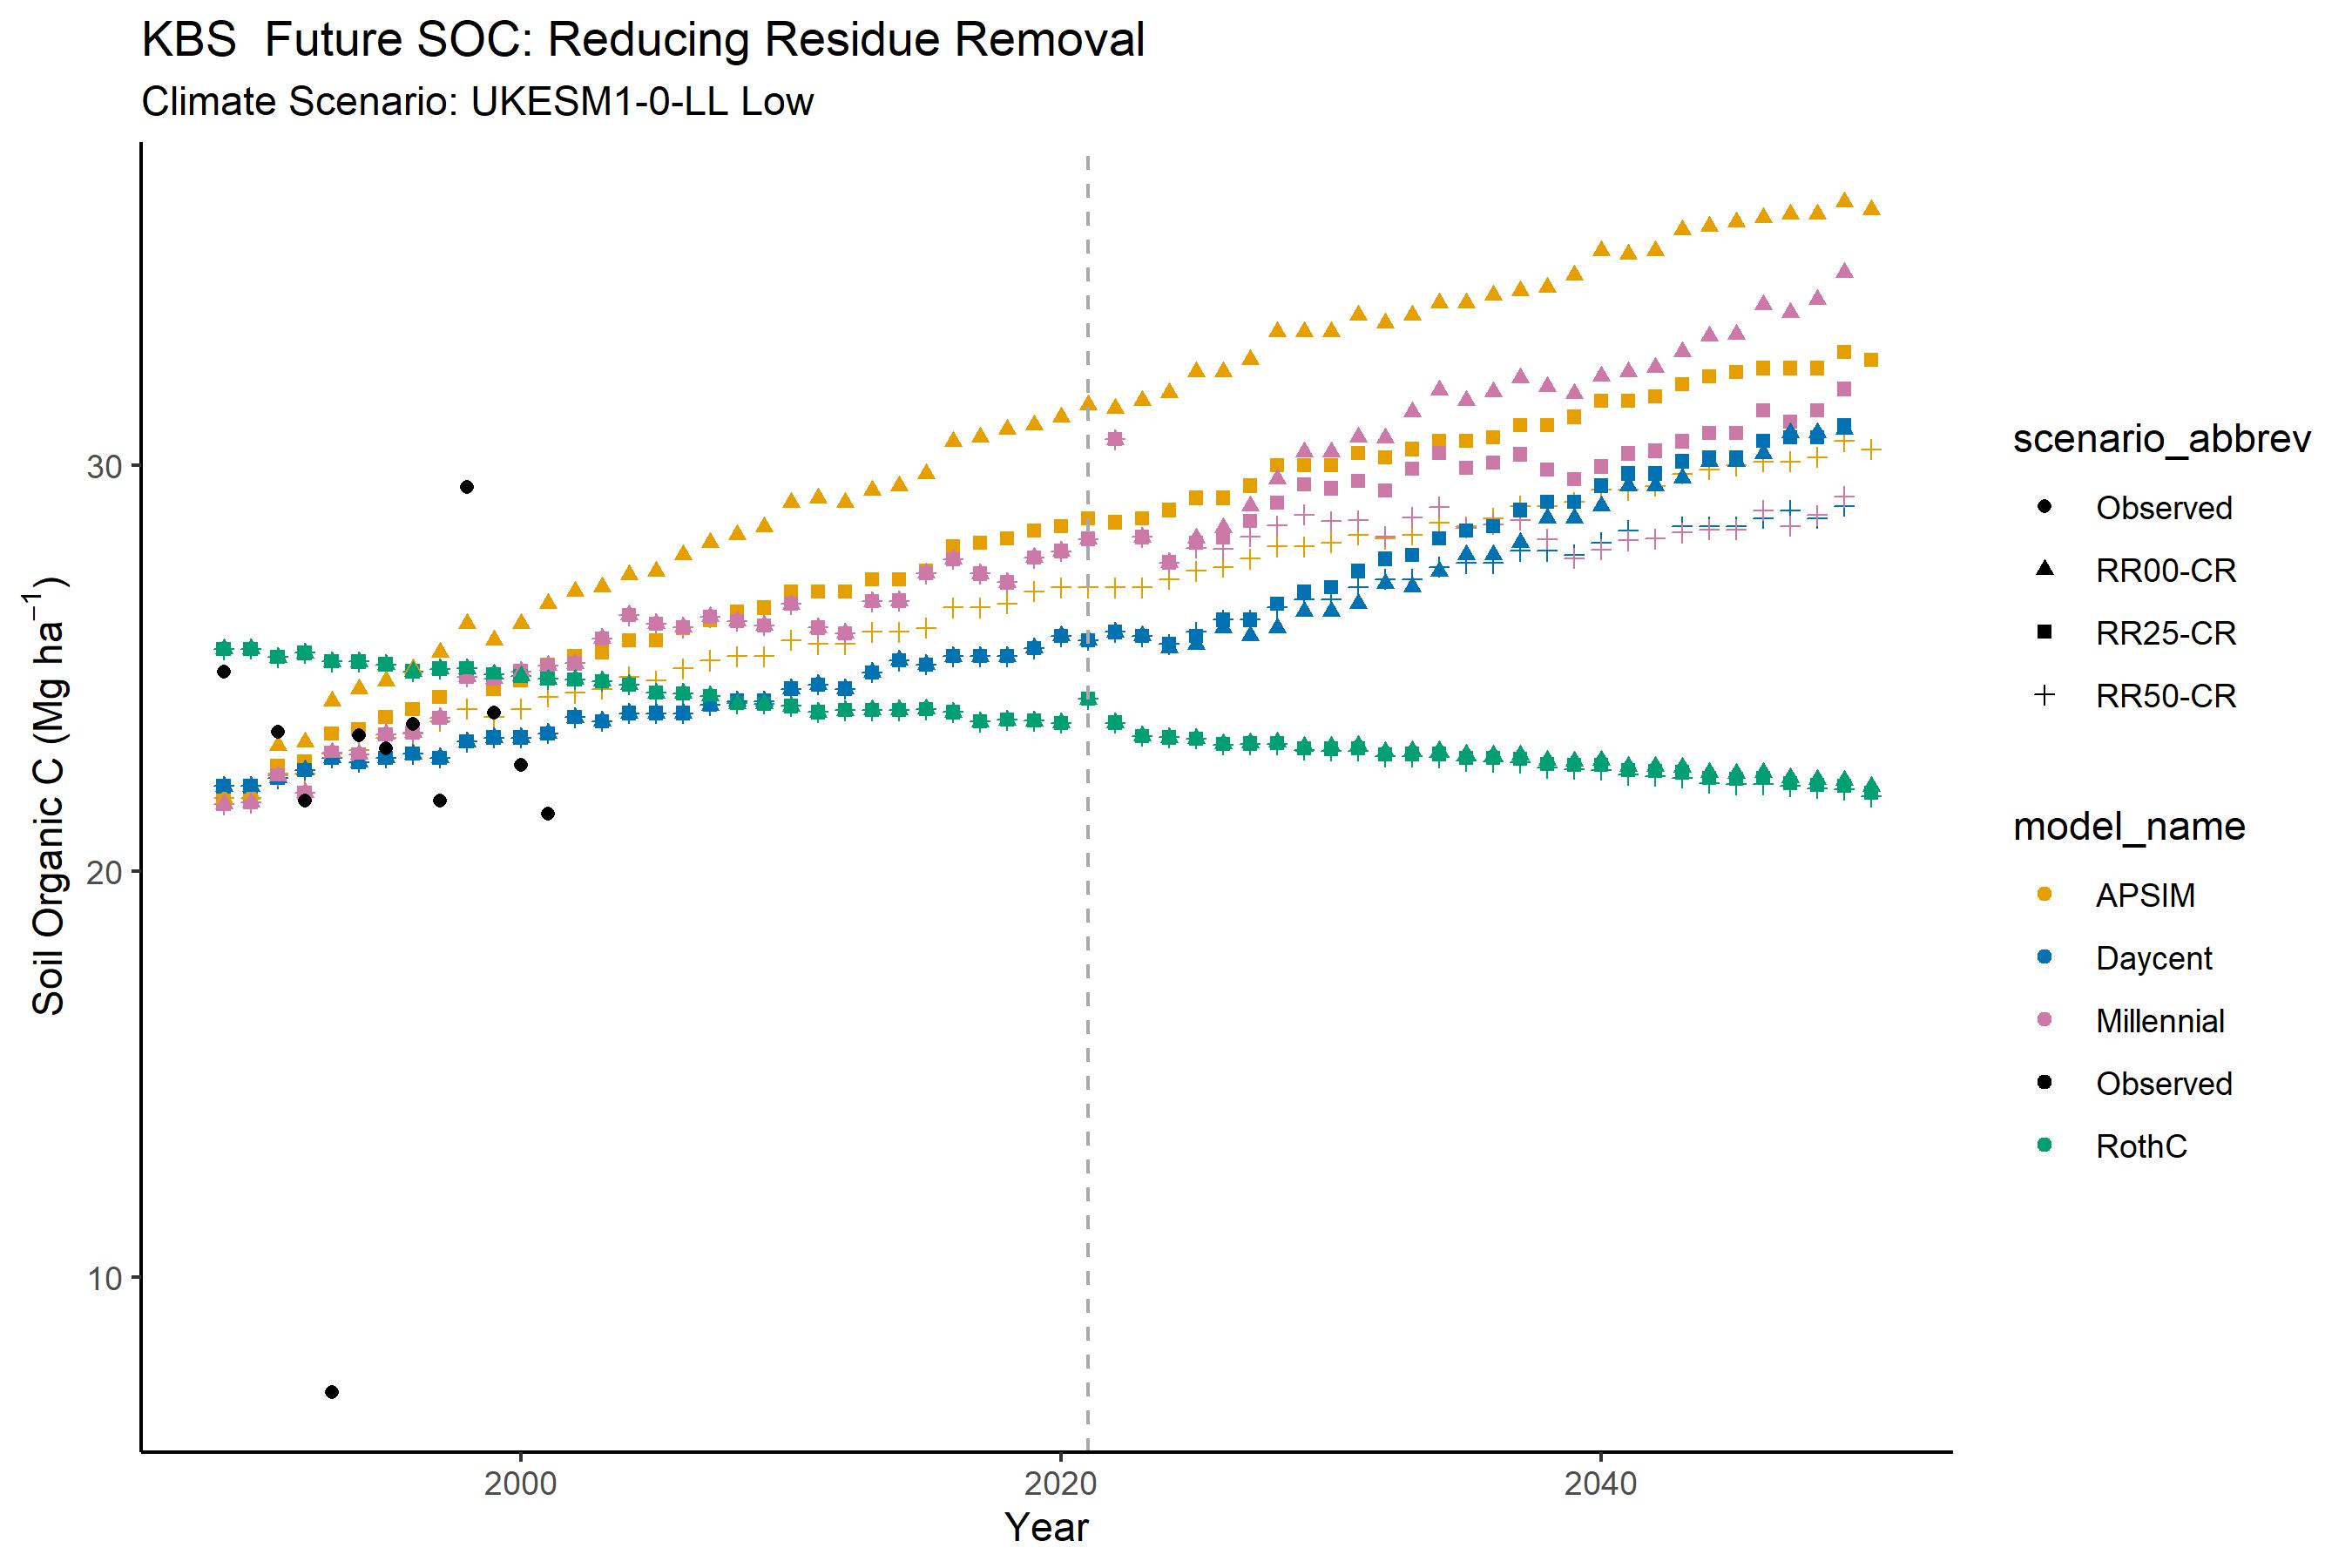 KBS  Future SOC: Reducing Residue Removal
Climate Scenario: UKESM1-0-LL Low
Soil Organic C (Mg ha⁻¹)
30
20
10
2000
2020
2040
Year
scenario_abbrev
Observed
RR00-CR
RR25-CR
RR50-CR
model_name
APSIM
Daycent
Millennial
Observed
RothC